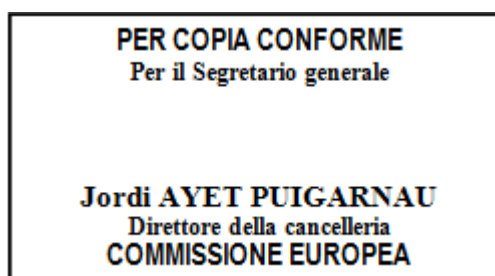 PER COPIA CONFORME
Per il Segretario generale
Jordi AYET PUIGARNAU
Direttore della cancelleria
COMMISSIONE EUROPEA